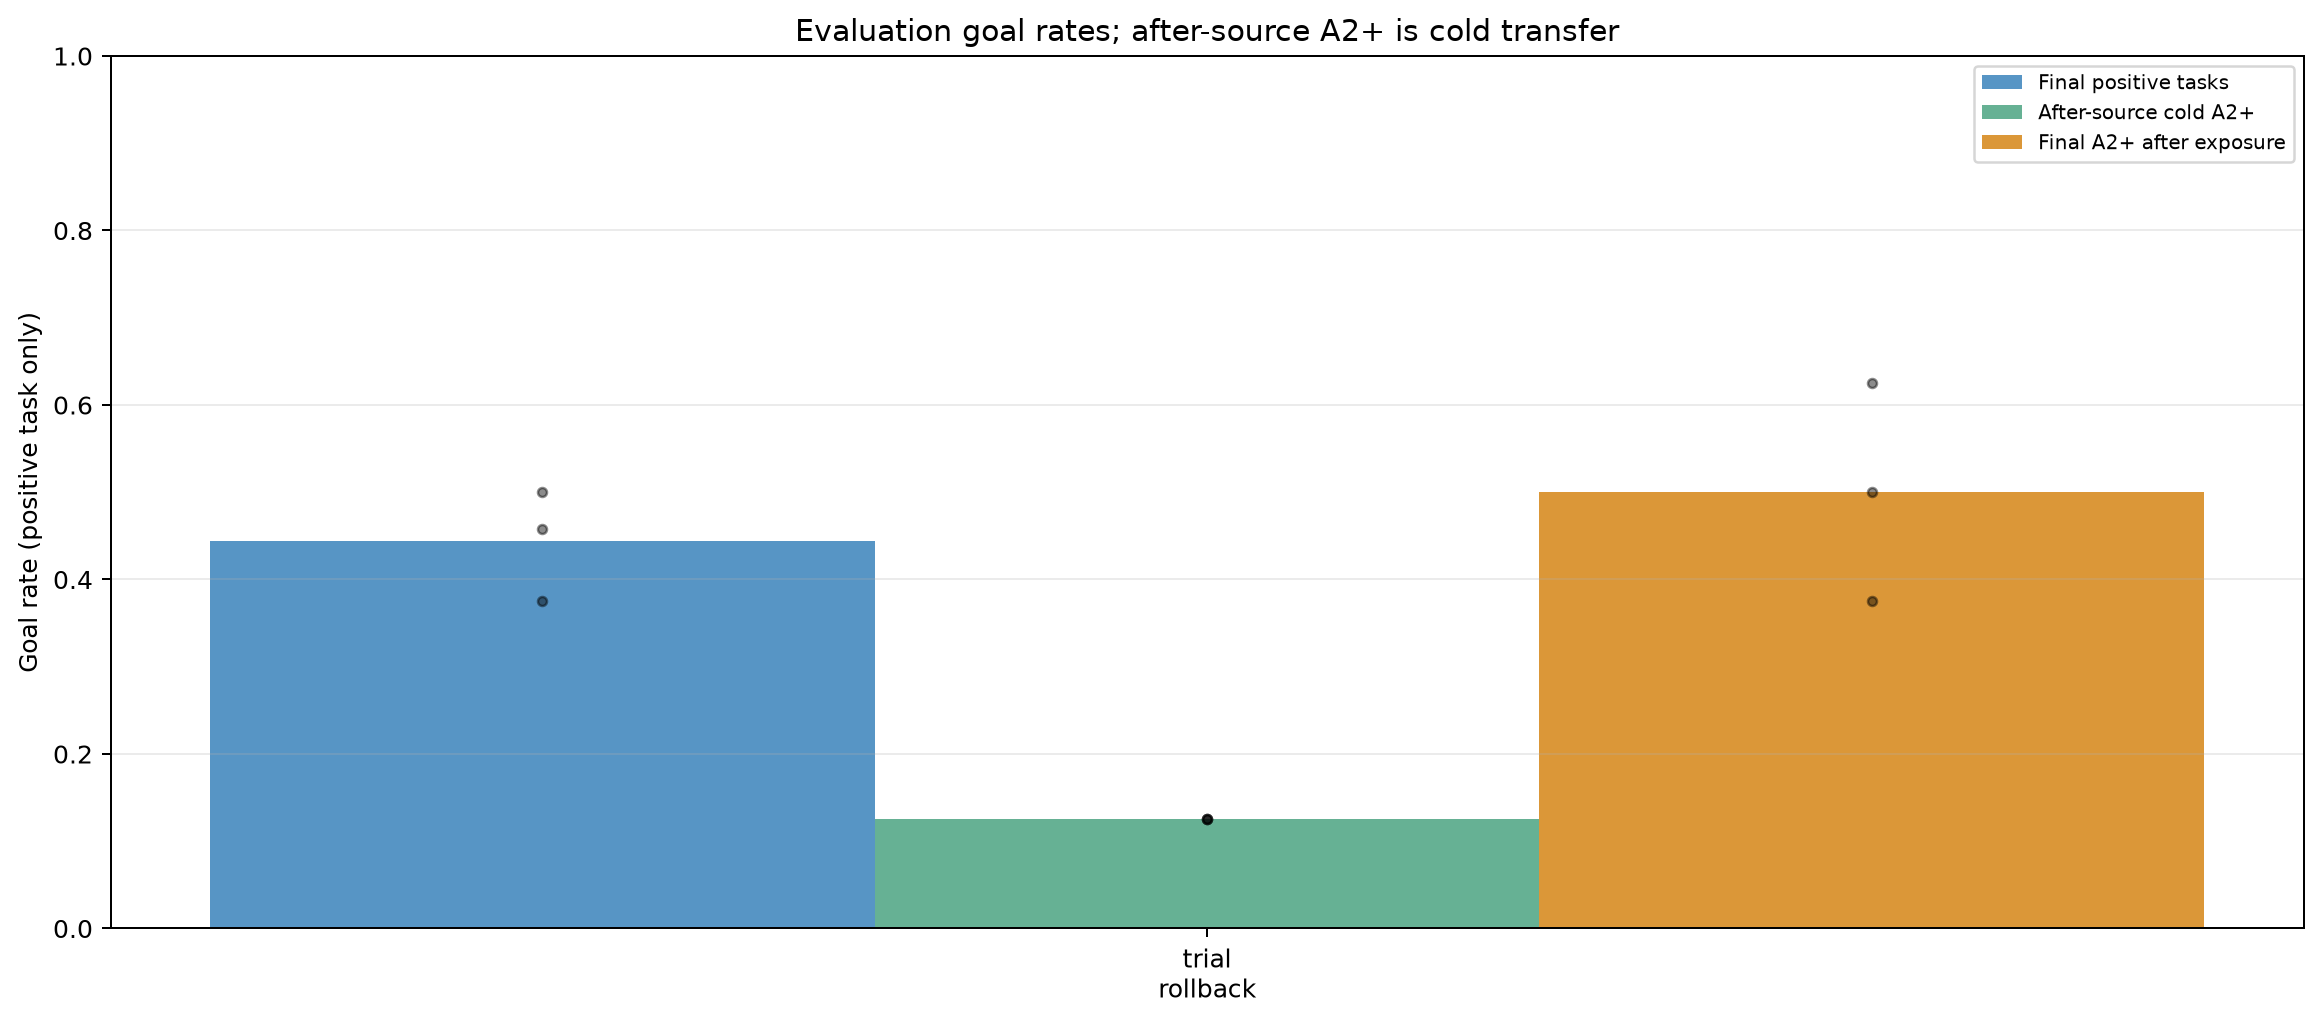 Evaluation goal rates; after-source A2+ is cold transfer
Goal rate (positive task only)
1.0
0.8
0.6
0.4
0.2
0.0
Final positive tasks
After-source cold A2+
Final A2+ after exposure
trial
rollback